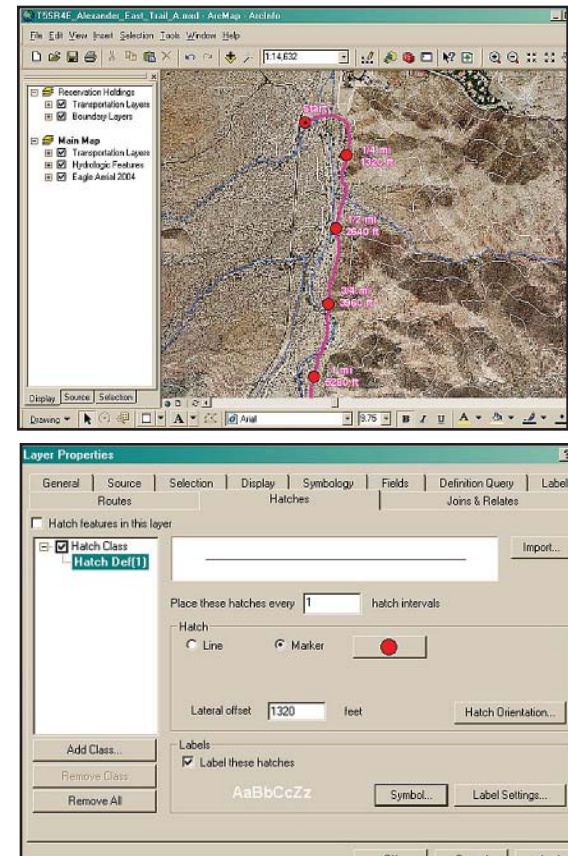 T5SR4E_Alexander_East_Trail_A.mxd - ArcMap - ArcInfo
File Edit View Insert Selection Tools Window Help
1:14,632
Reservation Holdings
Transportation Layers
Boundary Layers
Main Map
Transportation Layers
Hydrologic Features
Eagle Aerial 2004
Start
1/4 mi
1320 ft
1/2 mi
2640 ft
3/4 mi
3960 ft
1 mi
5280 ft
Display Source Selection
Drawing A Arial 9.75 B I U A
Layer Properties
General Source Selection Display Symbology Fields Definition Query Label
Routes Hatches Joins & Relates
Hatch features in this layer
Hatch Class
Hatch Def(1)
Import...
Place these hatches every 1 hatch intervals
Hatch
Line Marker
Lateral offset 1320 feet
Hatch Orientation...
Add Class...
Remove Class
Remove All
Labels
Label these hatches
AaBbCcZz
Symbol...
Label Settings...